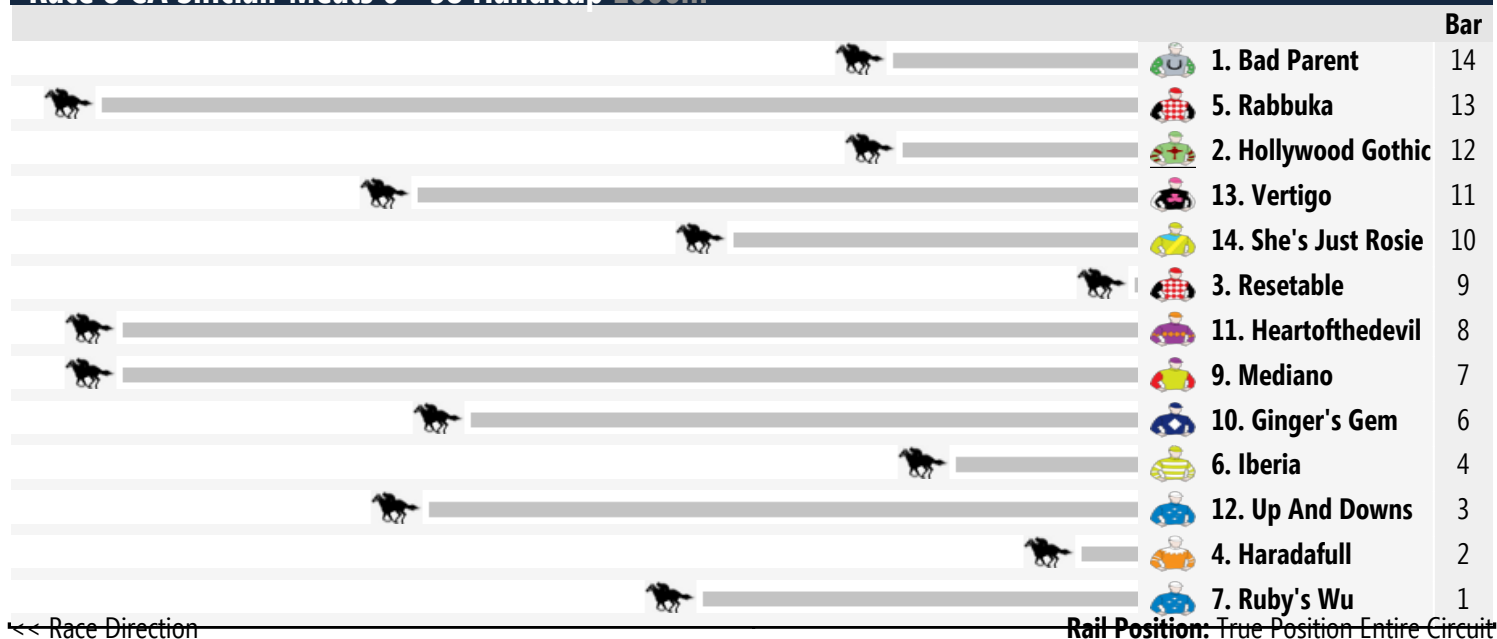 Bar
1. Bad Parent 14
5. Rabbuka 13
2. Hollywood Gothic 12
13. Vertigo 11
14. She's Just Rosie 10
3. Resetable 9
11. Heartofthedevil 8
9. Mediano 7
10. Ginger's Gem 6
6. Iberia 4
12. Up And Downs 3
4. Haradafull 2
7. Ruby's Wu 1
<< Race Direction Rail Position: True Position Entire Circuit